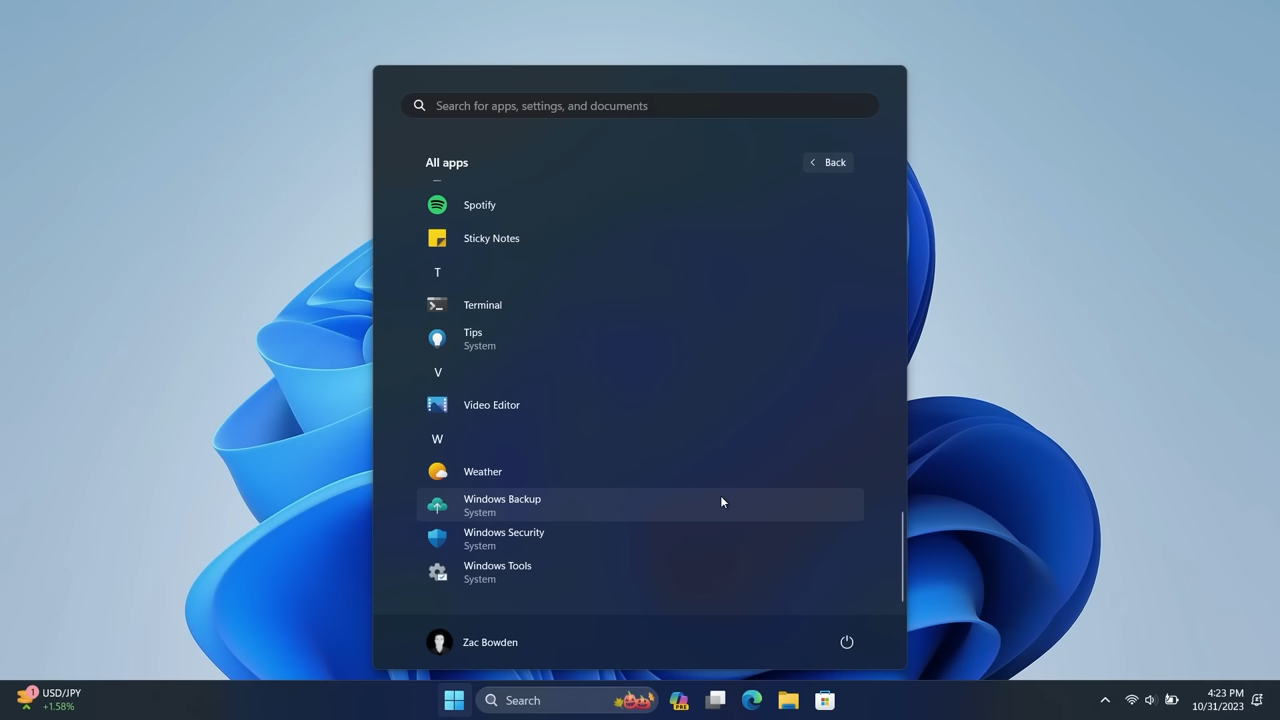 Search for apps, settings, and documents
All apps
Back
Spotify
Sticky Notes
T
Terminal
Tips
System
V
Video Editor
W
Weather
Windows Backup
System
Windows Security
System
Windows Tools
System
Zac Bowden
1
USD/JPY
+1.58%
Search
PRE
4:23 PM
10/31/2023